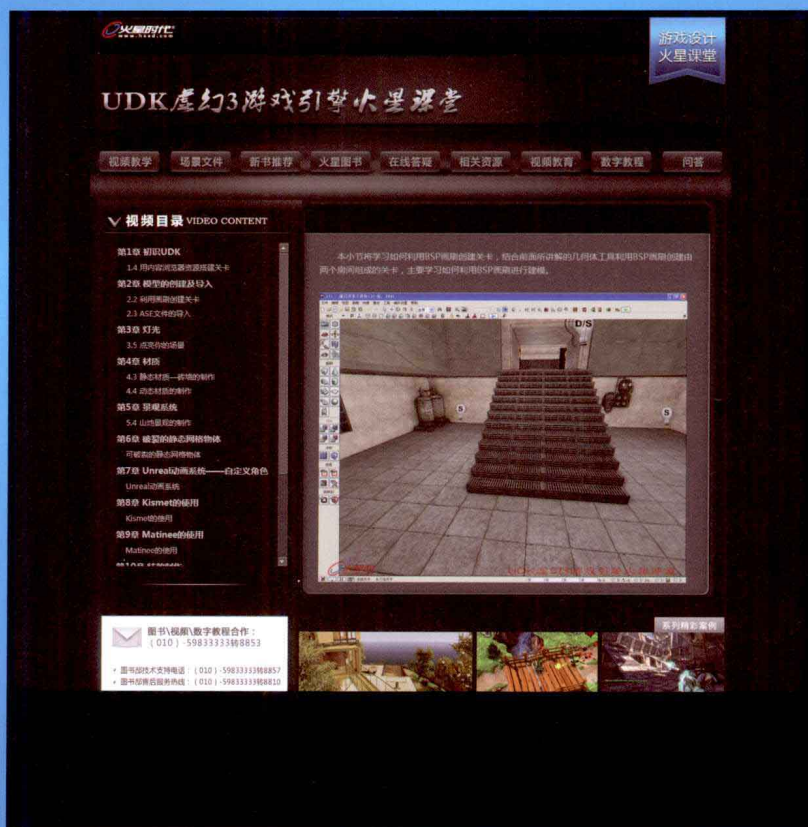 火星时代
www.hxsd.com
游戏设计
火星课堂
UDK虚幻3游戏引擎火星课堂
视频教学 场景文件 新书推荐 火星图书 在线答疑 相关资源 视频教育 数字教程 问答
视频目录 VIDEO CONTENT
第1章 初识UDK
1.4 用内容浏览器资源搭建关卡
第2章 模型的创建及导入
2.2 利用画刷创建关卡
2.3 ASE文件的导入
第3章 灯光
3.5 点亮你的场景
第4章 材质
4.3 静态材质—砖墙的制作
4.4 动态材质的制作
第5章 景观系统
5.4 山地景观的制作
第6章 破裂的静态网格物体
可破裂的静态网格物体
第7章 Unreal动画系统——自定义角色
Unreal动画系统
第8章 Kismet的使用
Kismet的使用
第9章 Matinee的使用
Matinee的使用
本小节将学习如何利用BSP画刷创建关卡，结合前面所讲解的几何体工具利用BSP画刷创建由
两个房间组成的关卡，主要学习如何利用BSP画刷进行建模。
D/S
S
S
图书\视频\数字教程合作：
（010）-59833333转8853
图书部技术支持电话：（010）-59833333转8857
图书部售后服务热线：（010）-59833333转8810
系列精彩案例